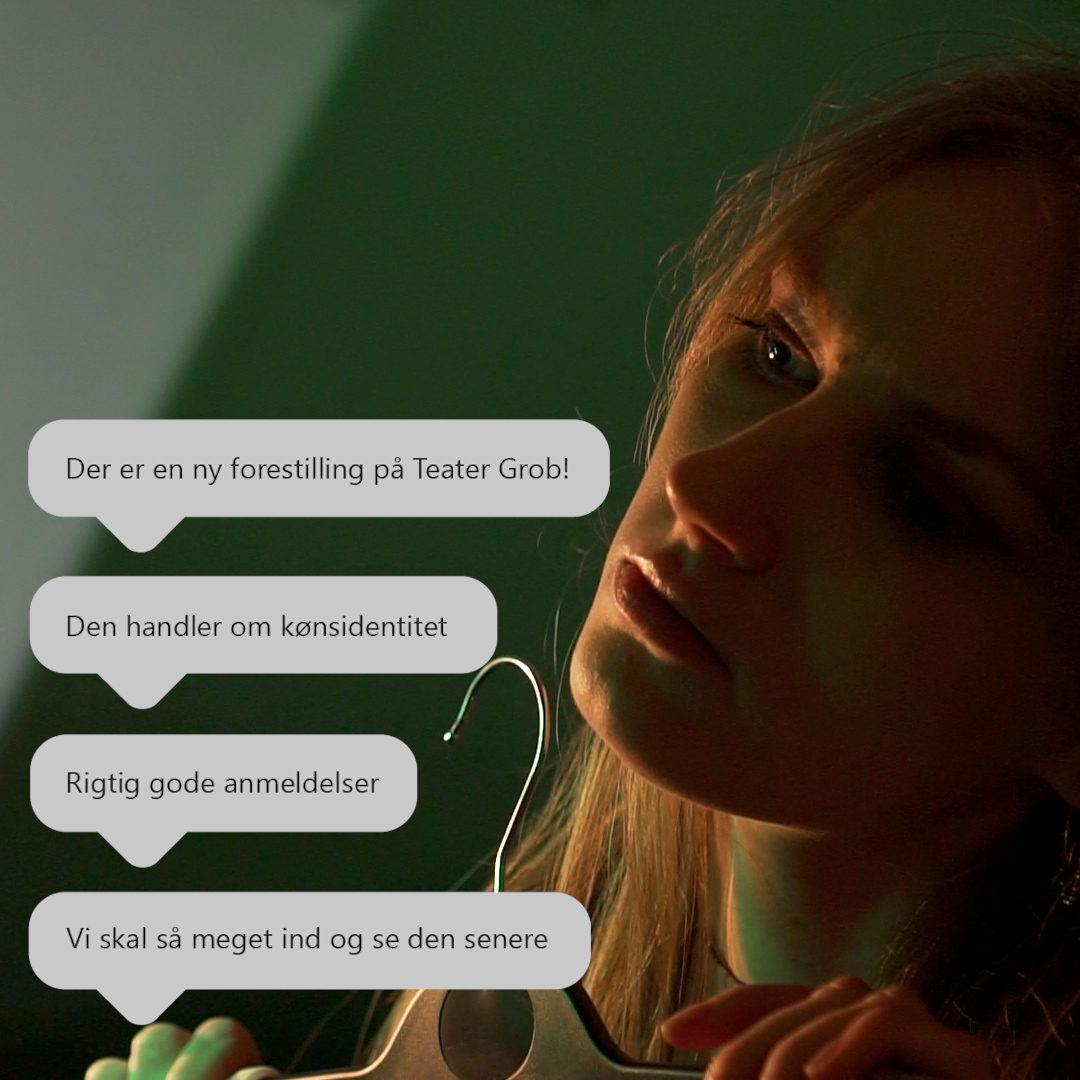 Der er en ny forestilling på Teater Grob!
Den handler om kønsidentitet
Rigtig gode anmeldelser
Vi skal så meget ind og se den senere